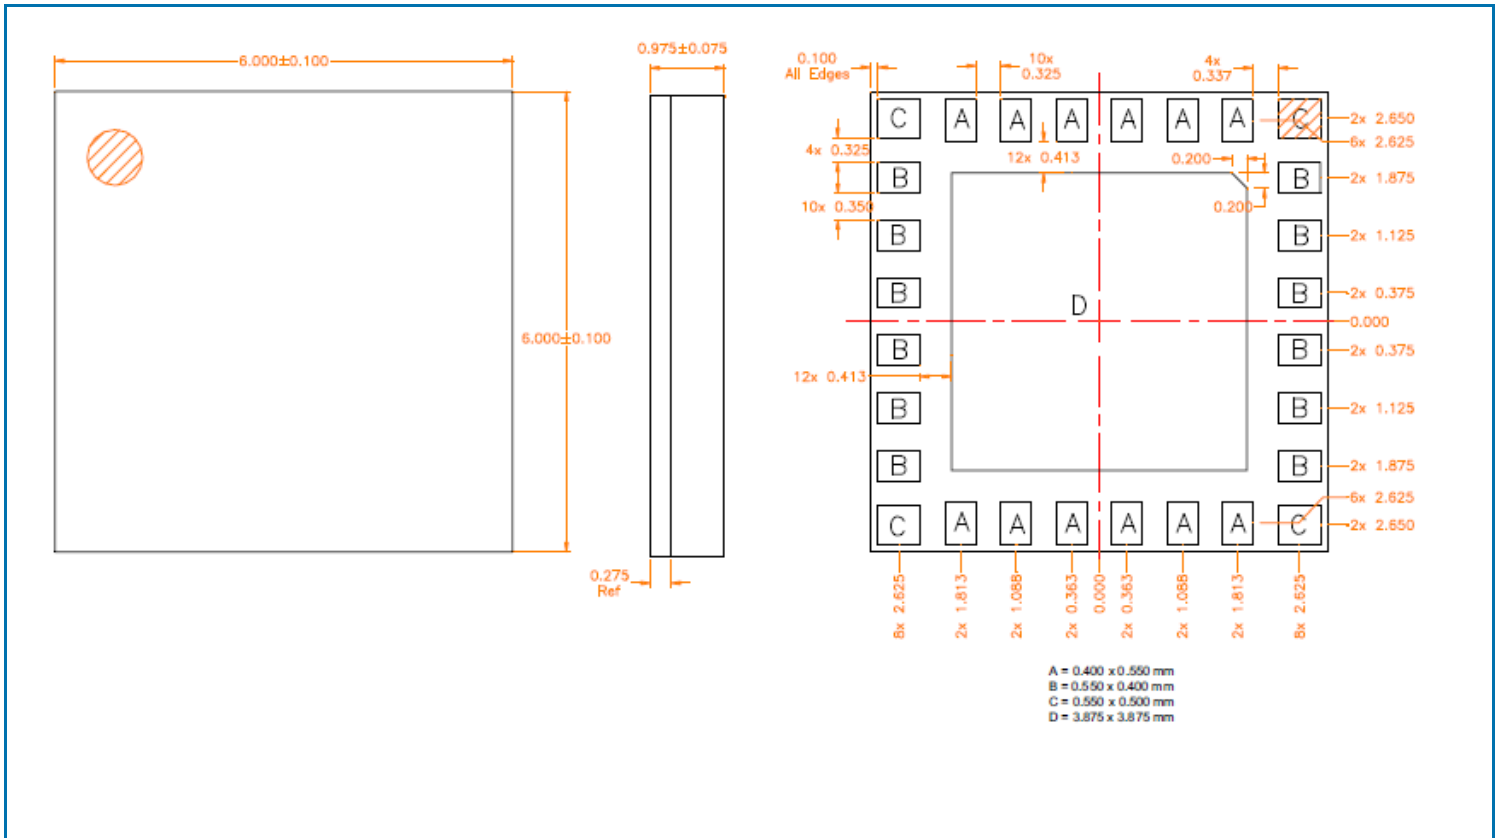 6.000±0.100
6.000±0.100
0.975±0.075
0.275
Ref
0.100
All Edges
10x
0.325
4x
0.337
C A A A A A A C
2x 2.650
6x 2.625
4x 0.325
12x 0.413
0.200
B B
2x 1.875
10x 0.350
0.200
B B
2x 1.125
B B
2x 0.375
D
0.000
B B
2x 0.375
12x 0.413
B B
2x 1.125
B B
2x 1.875
6x 2.625
C A A A A A A C
2x 2.650
8x 2.625
2x 1.813
2x 1.088
2x 0.363
0.000
2x 0.363
2x 1.088
2x 1.813
8x 2.625
A = 0.400 x 0.550 mm
B = 0.550 x 0.400 mm
C = 0.550 x 0.500 mm
D = 3.875 x 3.875 mm